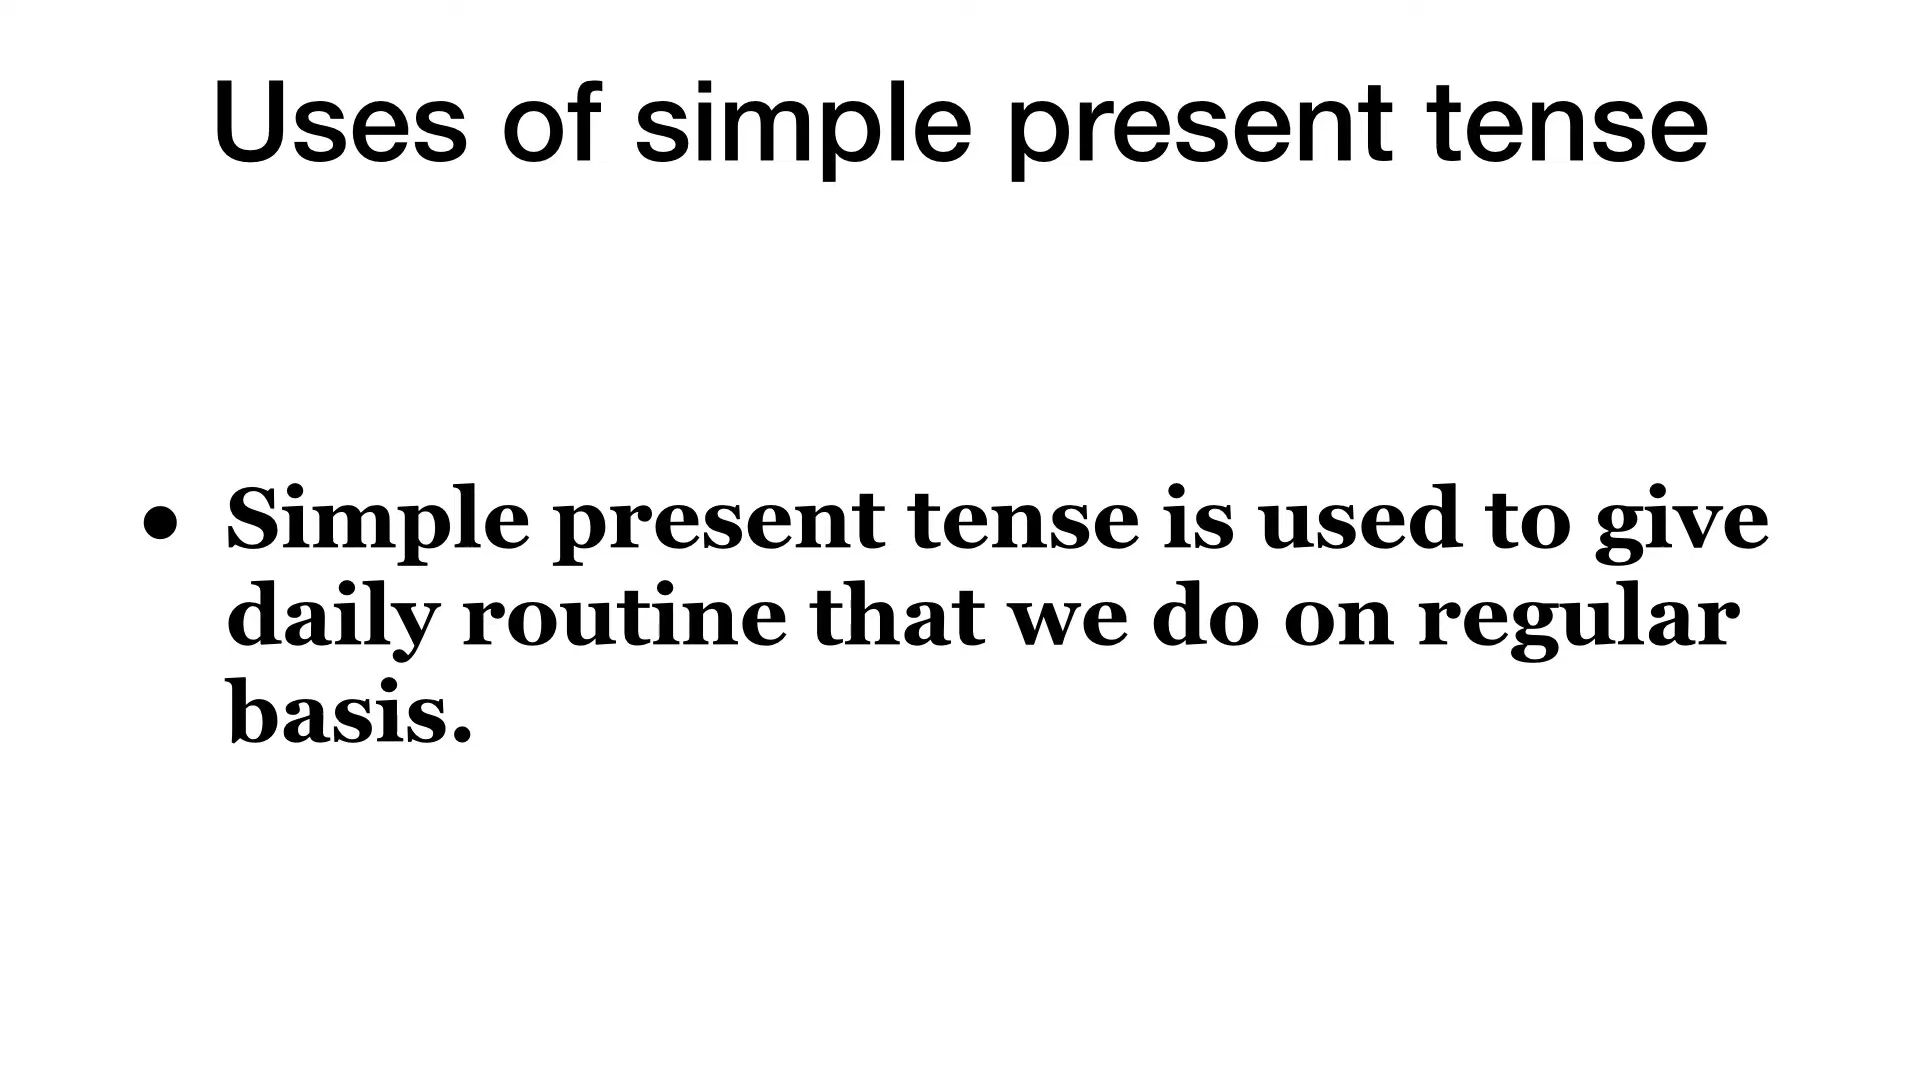 Uses of simple present tense
• Simple present tense is used to give
daily routine that we do on regular
basis.